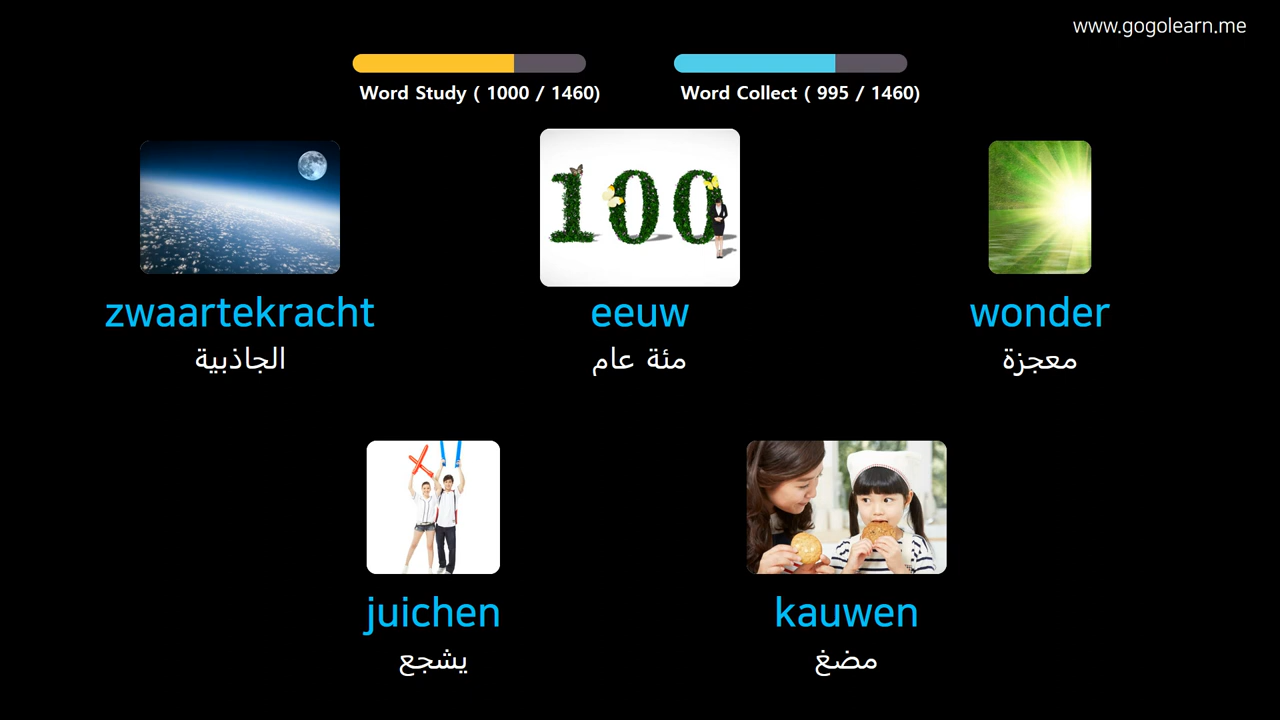 www.gogolearn.me
Word Study ( 1000 / 1460)
Word Collect ( 995 / 1460)
100
zwaartekracht
الجاذبية
eeuw
مئة عام
wonder
معجزة
juichen
يشجع
kauwen
مضغ